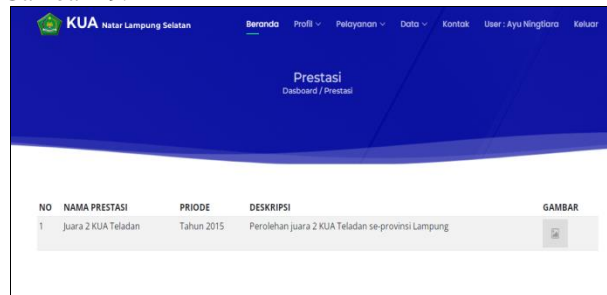 KUA Natar Lampung Selatan Beranda Profil Pelayanan Data Kontak User : Ayu Ningtiara Keluar
Prestasi
Dasboard / Prestasi
NO NAMA PRESTASI PRIODE DESKRIPSI GAMBAR
1 Juara 2 KUA Teladan Tahun 2015 Perolehan juara 2 KUA Teladan se-provinsi Lampung